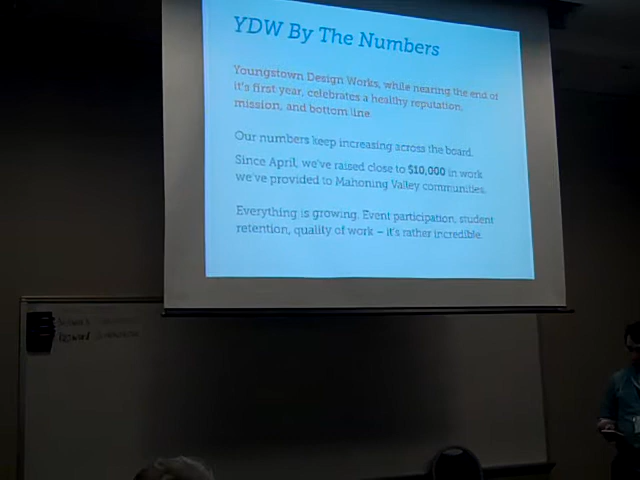 YDW By The Numbers
Youngstown Design Works, while nearing the end of
it's first year, celebrates a healthy reputation,
mission, and bottom line.
Our numbers keep increasing across the board.
Since April, we've raised close to $10,000 in work
we've provided to Mahoning Valley communities.
Everything is growing. Event participation, student
retention, quality of work – it's rather incredible.